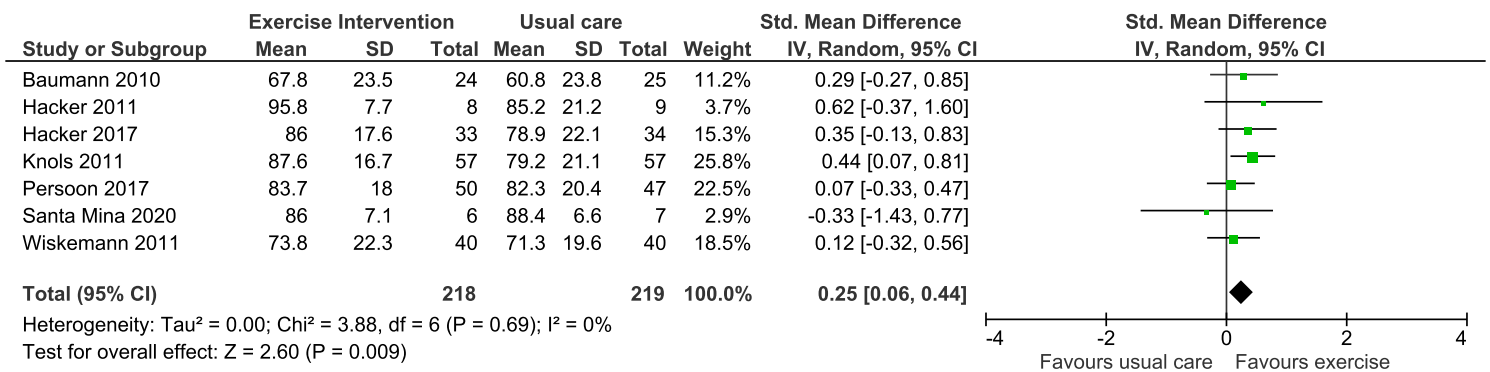 Exercise Intervention Usual care Std. Mean Difference Std. Mean Difference
Study or Subgroup Mean SD Total Mean SD Total Weight IV, Random, 95% CI IV, Random, 95% CI
Baumann 2010 67.8 23.5 24 60.8 23.8 25 11.2% 0.29 [-0.27, 0.85]
Hacker 2011 95.8 7.7 8 85.2 21.2 9 3.7% 0.62 [-0.37, 1.60]
Hacker 2017 86 17.6 33 78.9 22.1 34 15.3% 0.35 [-0.13, 0.83]
Knols 2011 87.6 16.7 57 79.2 21.1 57 25.8% 0.44 [0.07, 0.81]
Persoon 2017 83.7 18 50 82.3 20.4 47 22.5% 0.07 [-0.33, 0.47]
Santa Mina 2020 86 7.1 6 88.4 6.6 7 2.9% -0.33 [-1.43, 0.77]
Wiskemann 2011 73.8 22.3 40 71.3 19.6 40 18.5% 0.12 [-0.32, 0.56]
Total (95% CI) 218 219 100.0% 0.25 [0.06, 0.44]
Heterogeneity: Tau² = 0.00; Chi² = 3.88, df = 6 (P = 0.69); I² = 0%
Test for overall effect: Z = 2.60 (P = 0.009)
-4 -2 0 2 4
Favours usual care Favours exercise